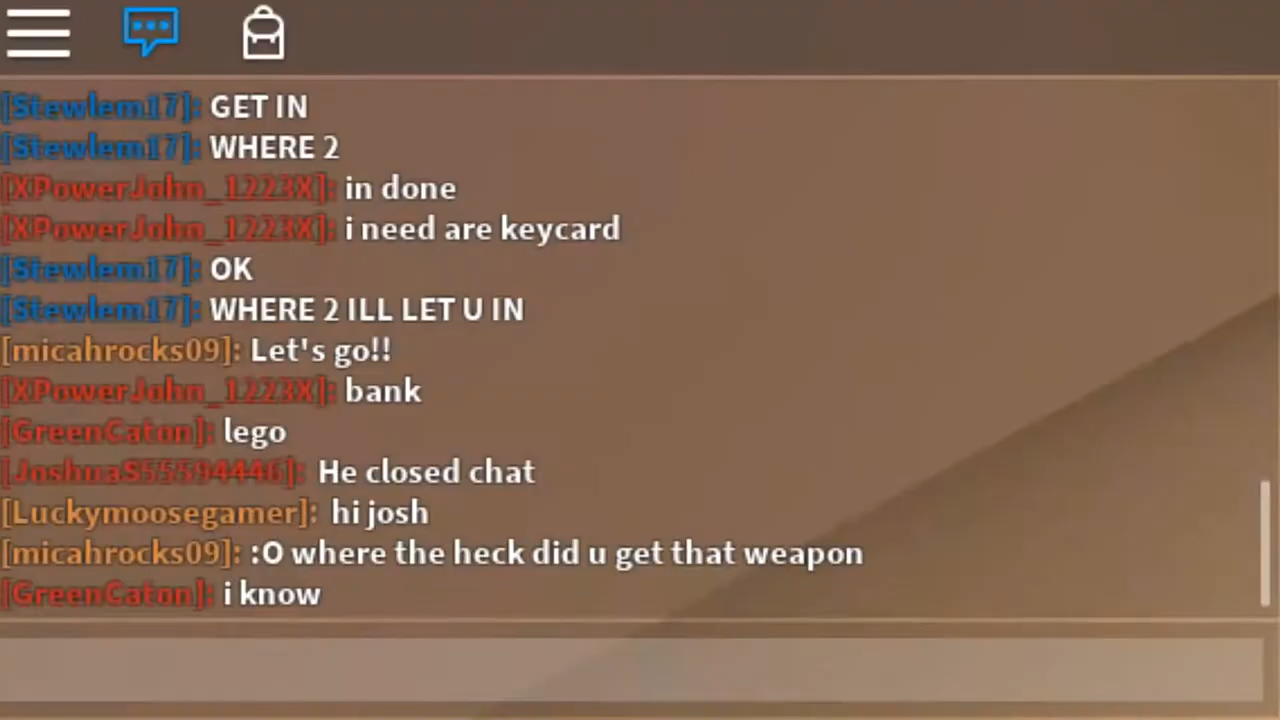 [Stewlem17]: GET IN
[Stewlem17]: WHERE 2
[XPowerJohn_1223X]: in done
[XPowerJohn_1223X]: i need are keycard
[Stewlem17]: OK
[Stewlem17]: WHERE 2 ILL LET U IN
[micahrocks09]: Let's go!!
[XPowerJohn_1223X]: bank
[GreenCaton]: lego
He closed chat
[Luckymoosegamer]: hi josh
[micahrocks09]: :O where the heck did u get that weapon
[GreenCaton]: i know